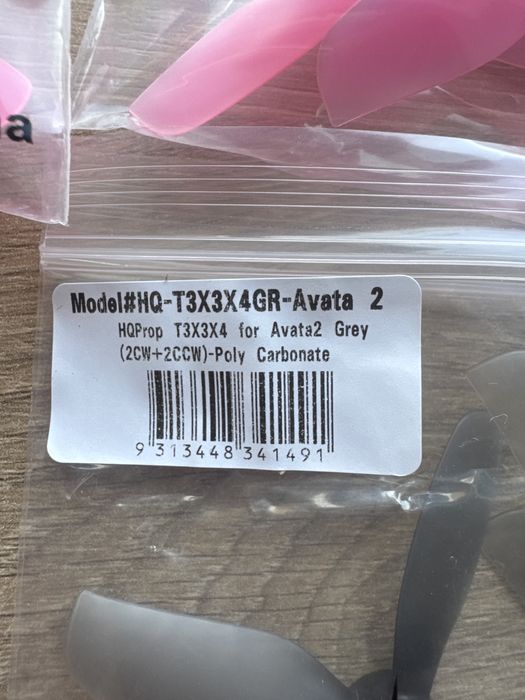 a
Model#HQ-T3X3X4GR-Avata 2
HQProp T3X3X4 for Avata2 Grey
(2CW+2CCW)-Poly Carbonate
9 313448 341491